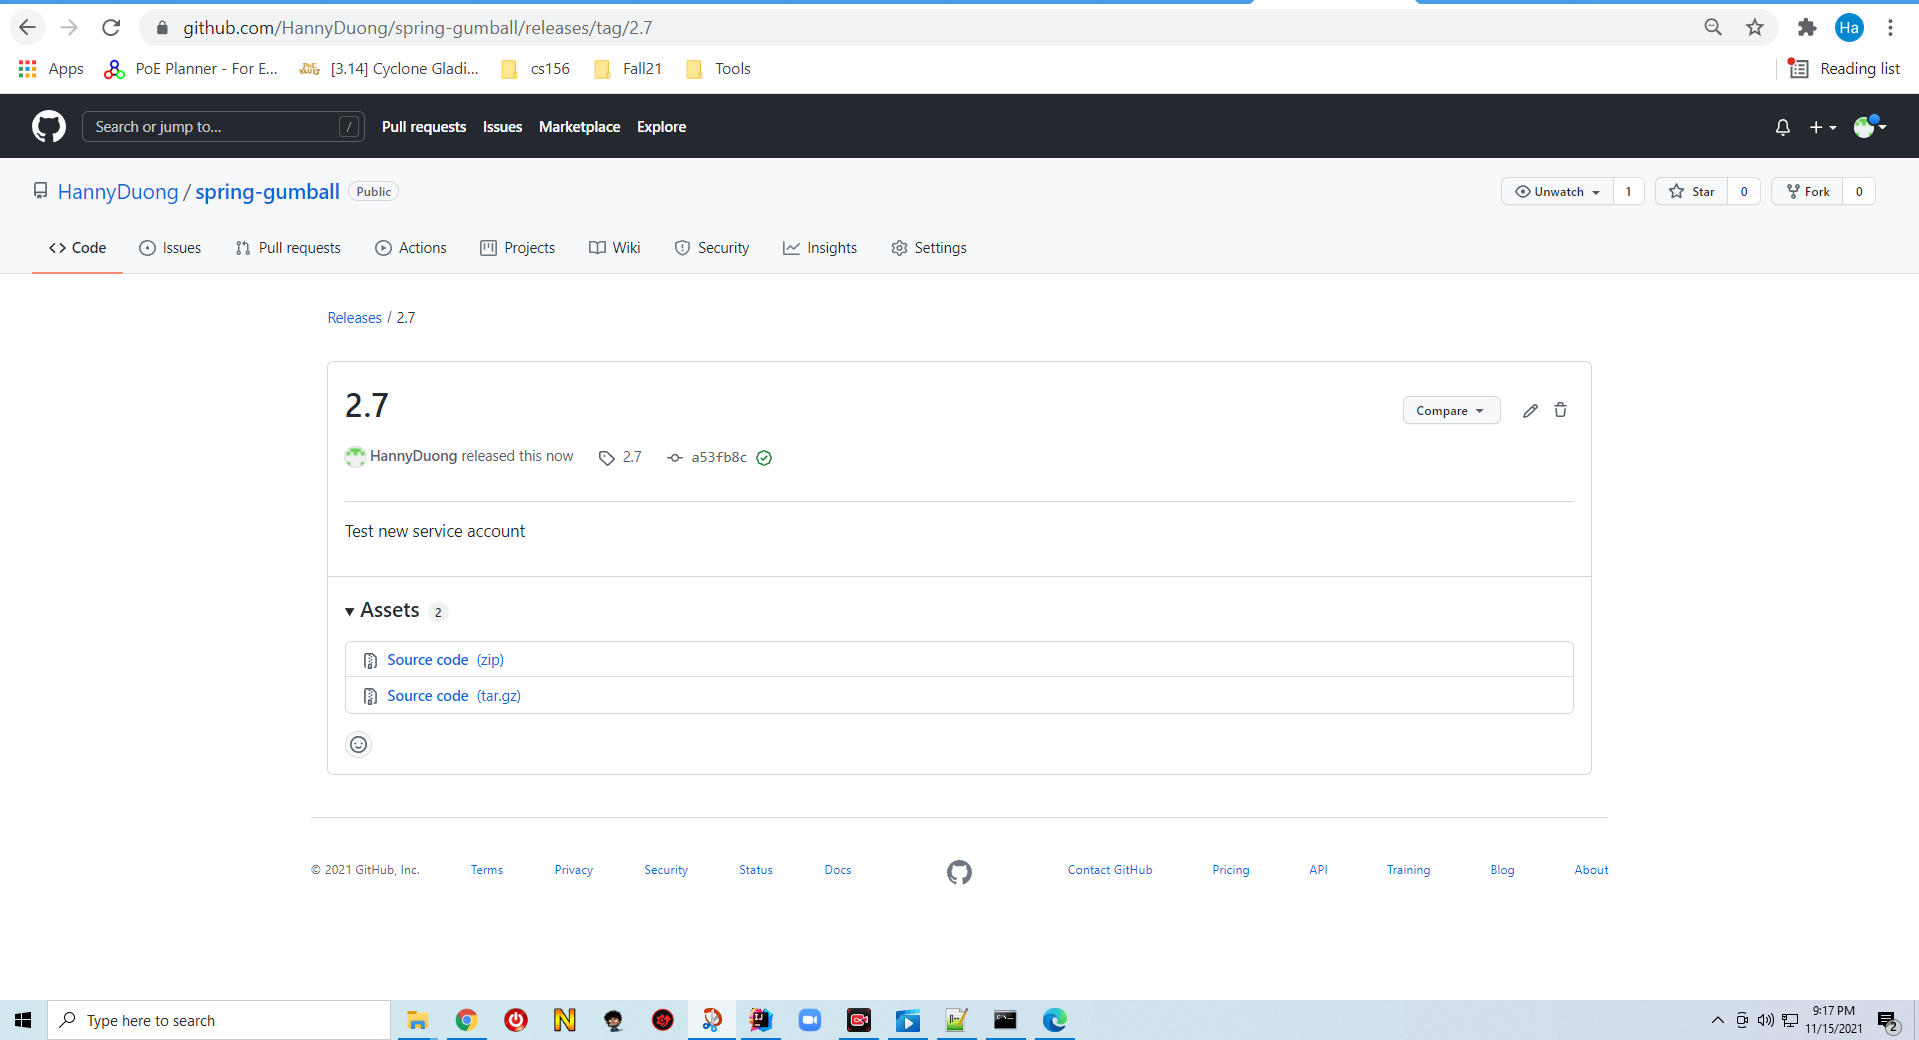 github.com/HannyDuong/spring-gumball/releases/tag/2.7
Ha
Apps PoE Planner - For E... [3.14] Cyclone Gladi... cs156 Fall21 Tools Reading list
Search or jump to... / Pull requests Issues Marketplace Explore
HannyDuong / spring-gumball Public Unwatch 1 Star 0 Fork 0
Code Issues Pull requests Actions Projects Wiki Security Insights Settings
Releases / 2.7
2.7
Compare
HannyDuong released this now 2.7 a53fb8c
Test new service account
Assets 2
Source code (zip)
Source code (tar.gz)
© 2021 GitHub, Inc. Terms Privacy Security Status Docs Contact GitHub Pricing API Training Blog About
Type here to search
9:17 PM
11/15/2021
2